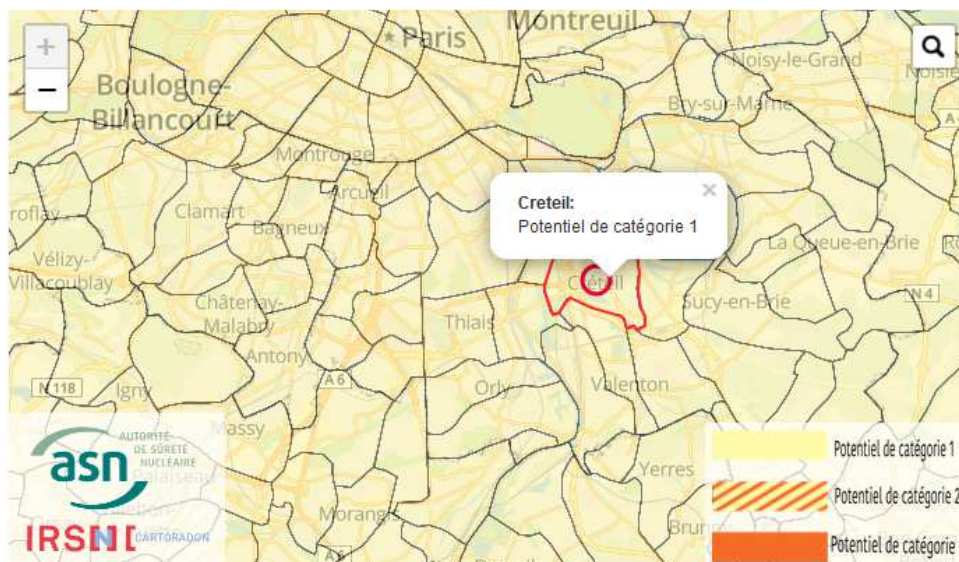 +
−
Paris
Montreuil
Noisy-le-Grand
Boulogne-
Billancourt
Bry-sur-Marne
Montrouge
Arcueil
Creteil:
Potentiel de catégorie 1
×
Clamart
Bagneux
La Queue-en-Brie
Vélizy-
Villacoublay
Créteil
N 4
Châtenay-
Malabry
Thiais
Sucy-en-Brie
Antony
A 6
N 118
Igny
Orly
Valenton
Massy
AUTORITÉ
DE SÛRETÉ
NUCLÉAIRE
asn
Yerres
Morangis
IRSN
CARTORADON
A 6
Potentiel de catégorie 1
Potentiel de catégorie 2
Potentiel de catégorie